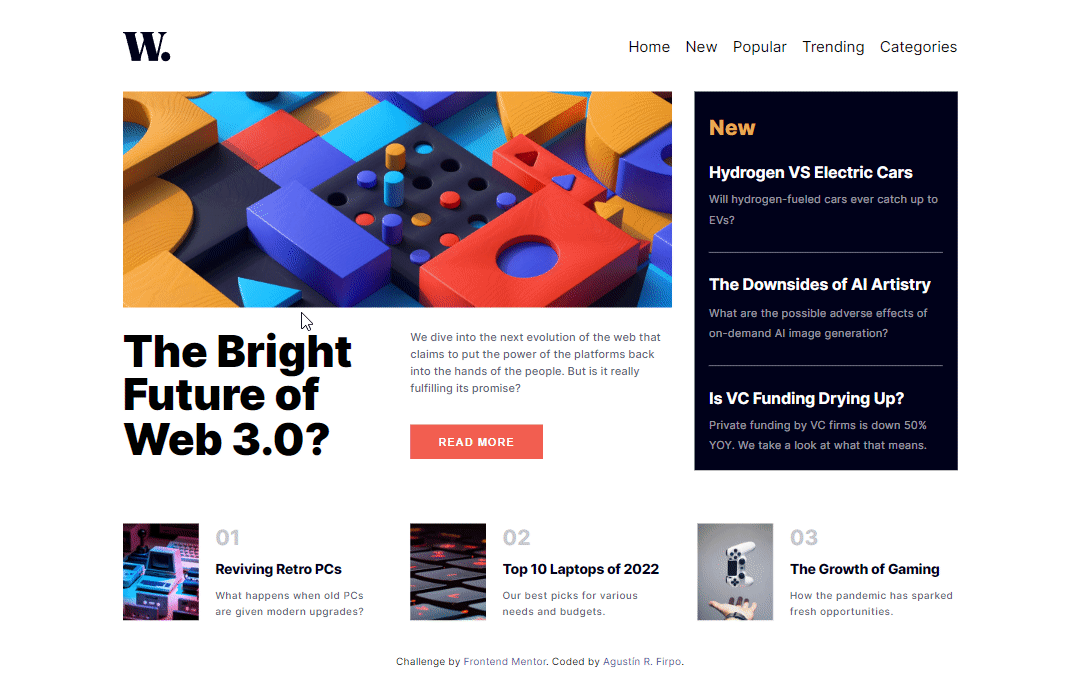 W.
Home New Popular Trending Categories
The Bright
Future of
Web 3.0?
We dive into the next evolution of the web that
claims to put the power of the platforms back
into the hands of the people. But is it really
fulfilling its promise?
READ MORE
New
Hydrogen VS Electric Cars
Will hydrogen-fueled cars ever catch up to
EVs?
The Downsides of AI Artistry
What are the possible adverse effects of
on-demand AI image generation?
Is VC Funding Drying Up?
Private funding by VC firms is down 50%
YOY. We take a look at what that means.
01
Reviving Retro PCs
What happens when old PCs
are given modern upgrades?
02
Top 10 Laptops of 2022
Our best picks for various
needs and budgets.
03
The Growth of Gaming
How the pandemic has sparked
fresh opportunities.
Challenge by Frontend Mentor. Coded by Agustín R. Firpo.